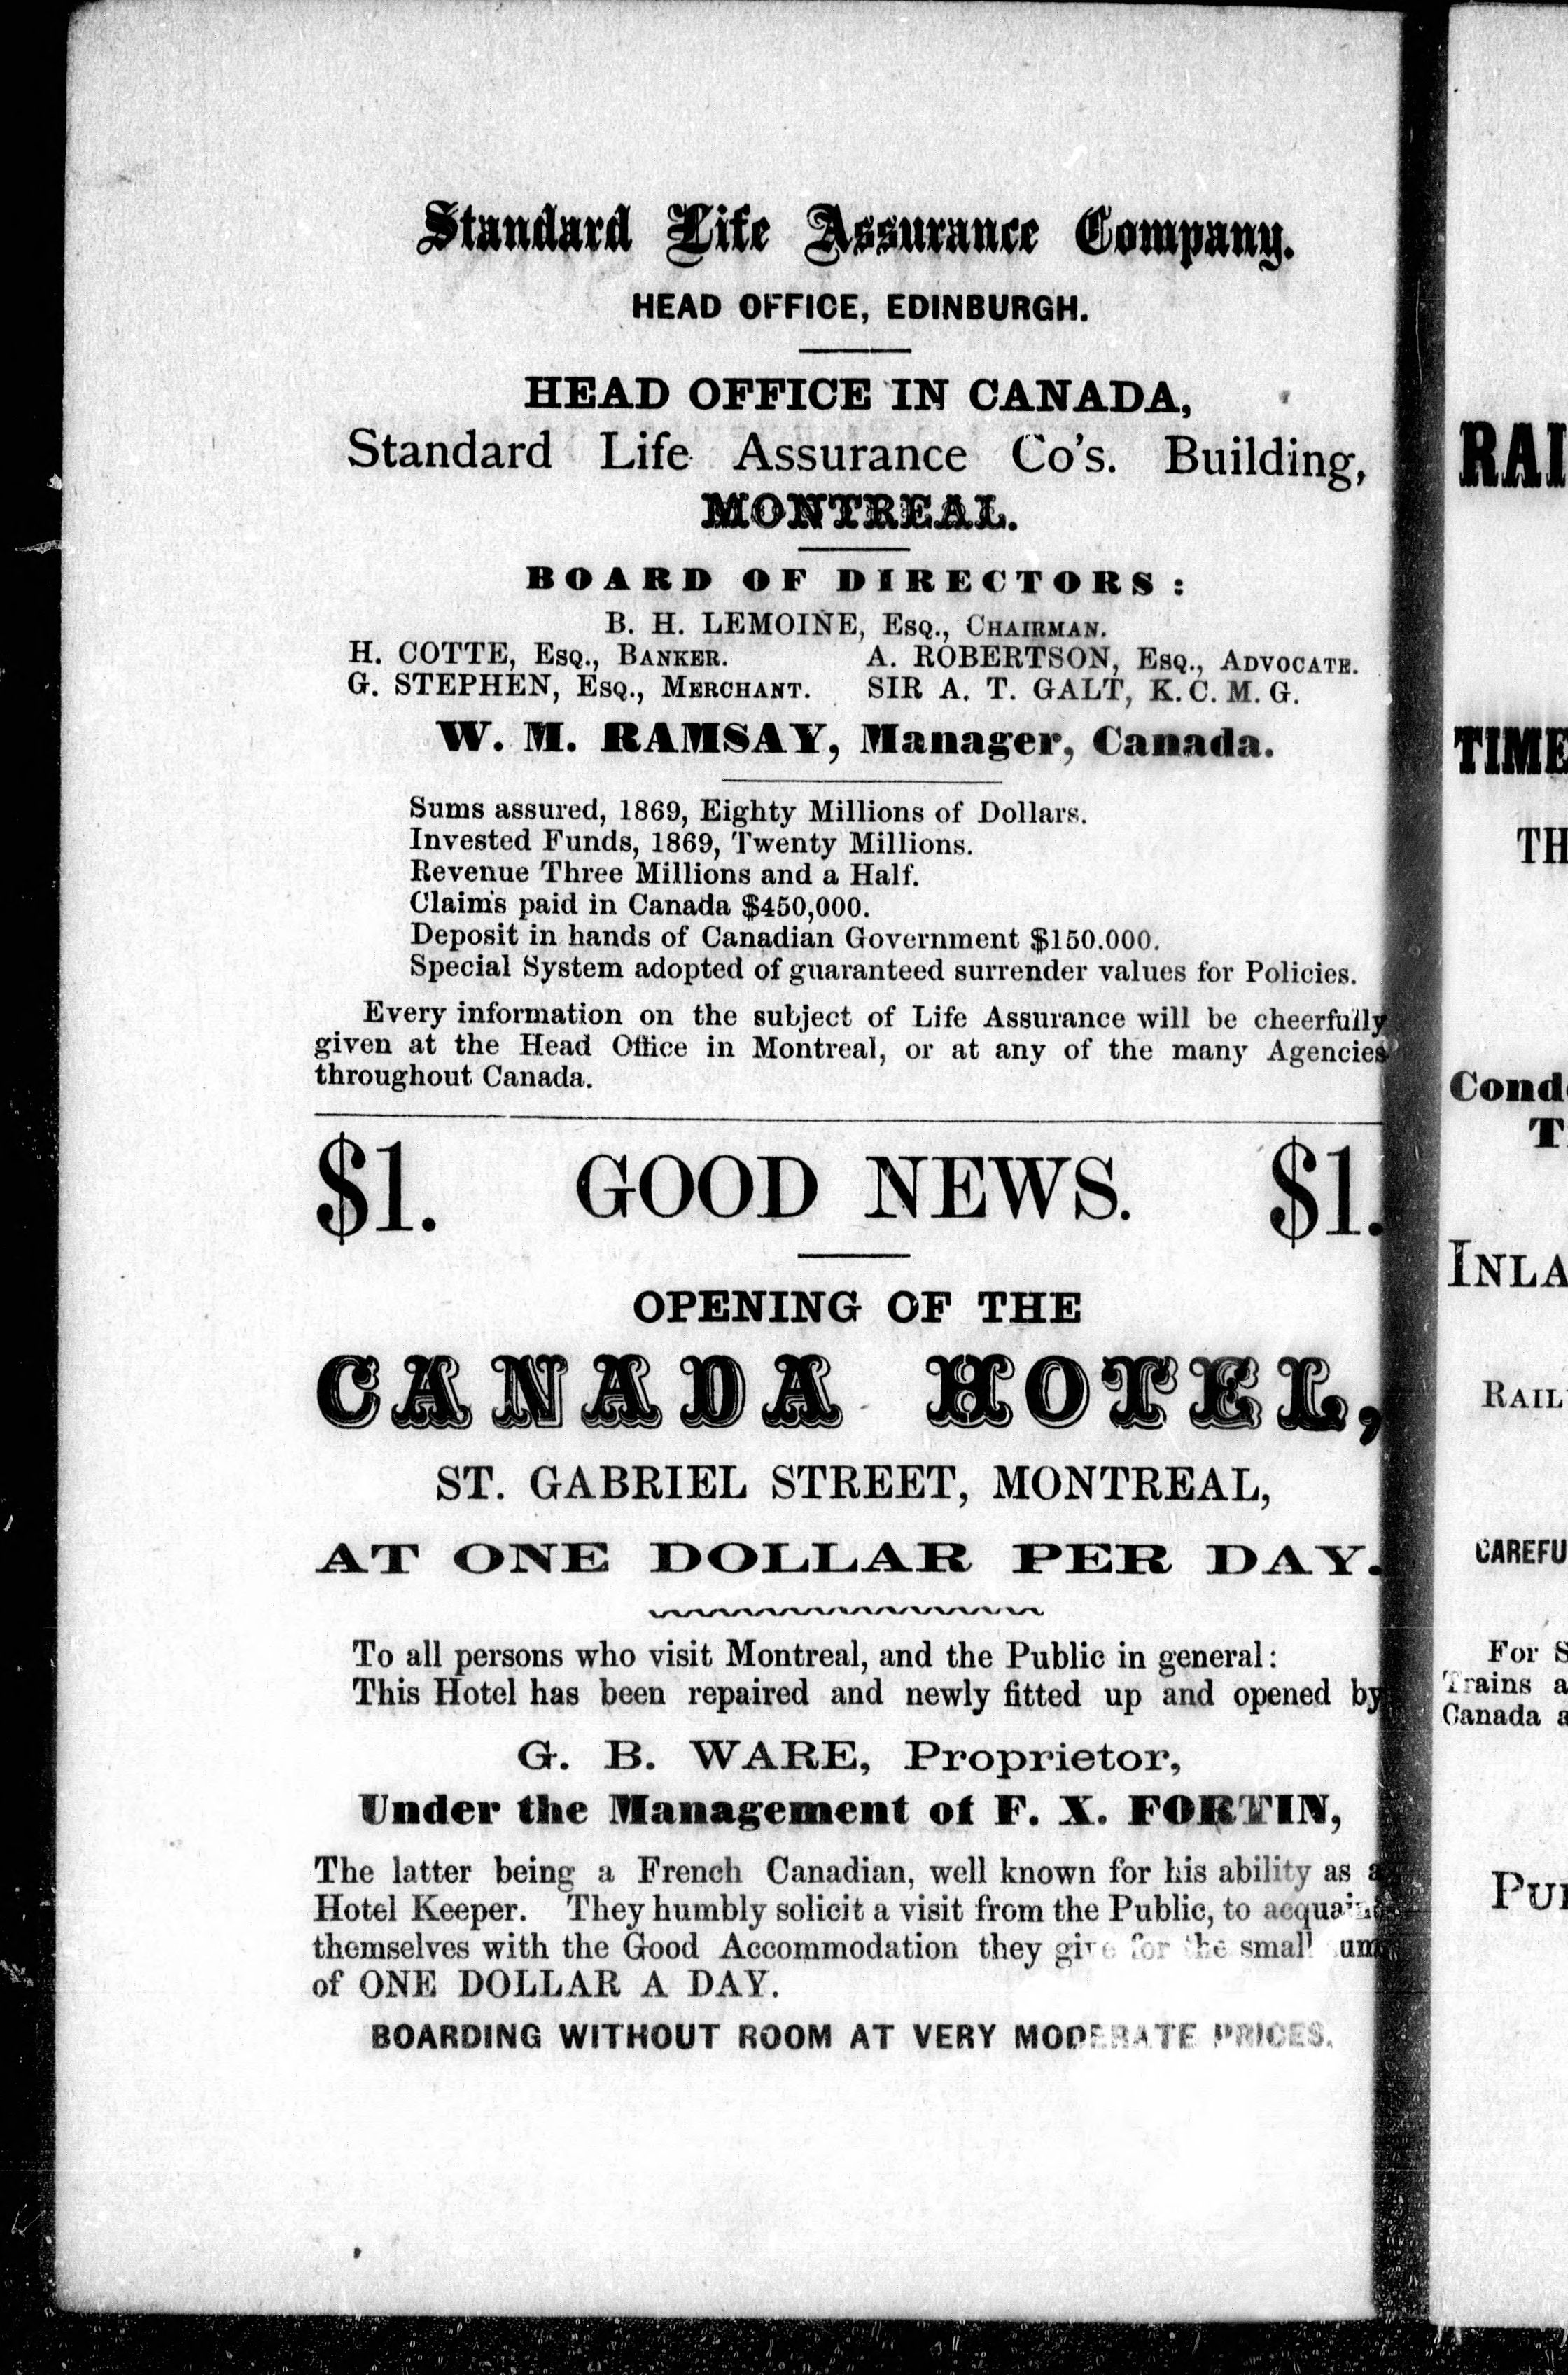 Standard Life Assurance Company.
HEAD OFFICE, EDINBURGH.
HEAD OFFICE IN CANADA,
Standard Life Assurance Co's. Building,
MONTREAL.
BOARD OF DIRECTORS:
B. H. LEMOINE, ESQ., CHAIRMAN.
H. COTTE, ESQ., BANKER. A. ROBERTSON, ESQ., ADVOCATE.
G. STEPHEN, ESQ., MERCHANT. SIR A. T. GALT, K.C.M.G.
W. M. RAMSAY, Manager, Canada.
Sums assured, 1869, Eighty Millions of Dollars.
Invested Funds, 1869, Twenty Millions.
Revenue Three Millions and a Half.
Claims paid in Canada $450,000.
Deposit in hands of Canadian Government $150.000.
Special System adopted of guaranteed surrender values for Policies.
Every information on the subject of Life Assurance will be cheerfully
given at the Head Office in Montreal, or at any of the many Agencies
throughout Canada.
$1. GOOD NEWS. $1.
OPENING OF THE
CANADA HOTEL,
ST. GABRIEL STREET, MONTREAL,
AT ONE DOLLAR PER DAY.
To all persons who visit Montreal, and the Public in general:
This Hotel has been repaired and newly fitted up and opened by
G. B. WARE, Proprietor,
Under the Management of F. X. FORTIN,
The latter being a French Canadian, well known for his ability as a
Hotel Keeper. They humbly solicit a visit from the Public, to acquaint
themselves with the Good Accommodation they give for the small sum
of ONE DOLLAR A DAY.
BOARDING WITHOUT ROOM AT VERY MODERATE PRICES.
RAI
TIME
TH
Cond
T
INLA
RAIL
CAREFU
For S
Trains a
Canada a
PU